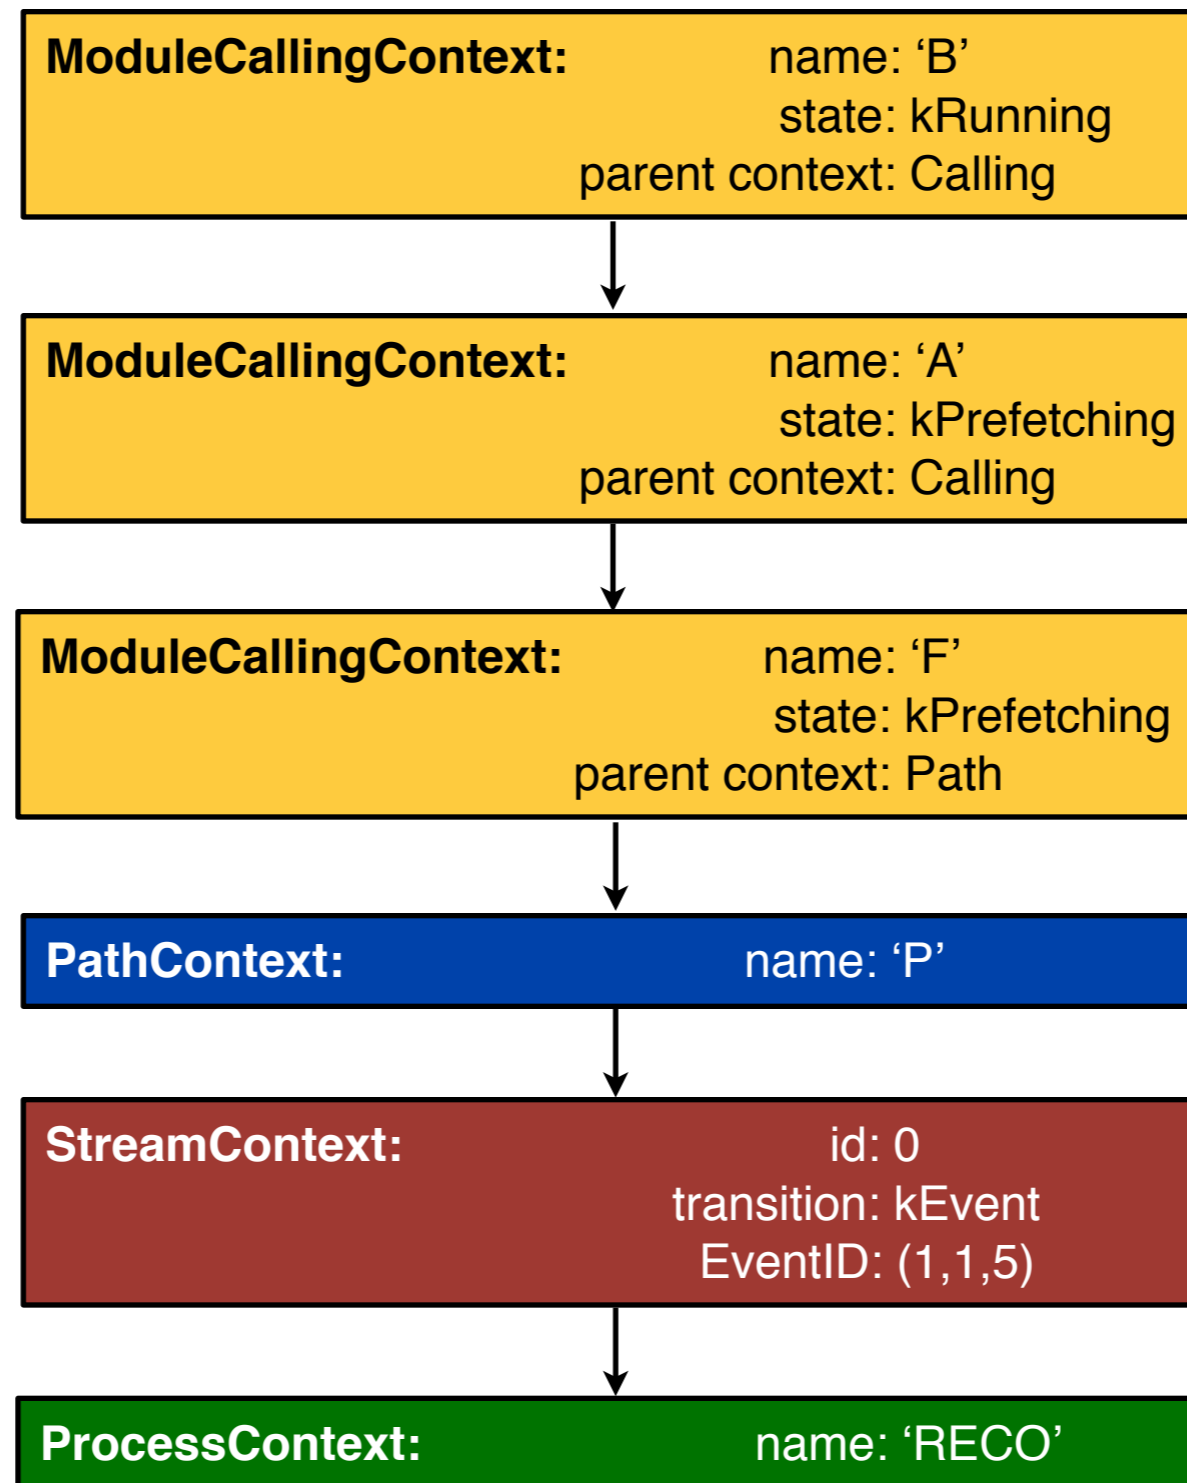 ModuleCallingContext: name: ‘B’
state: kRunning
parent context: Calling
ModuleCallingContext: name: ‘A’
state: kPrefetching
parent context: Calling
ModuleCallingContext: name: ‘F’
state: kPrefetching
parent context: Path
PathContext: name: ‘P’
StreamContext: id: 0
transition: kEvent
EventID: (1,1,5)
ProcessContext: name: ‘RECO’